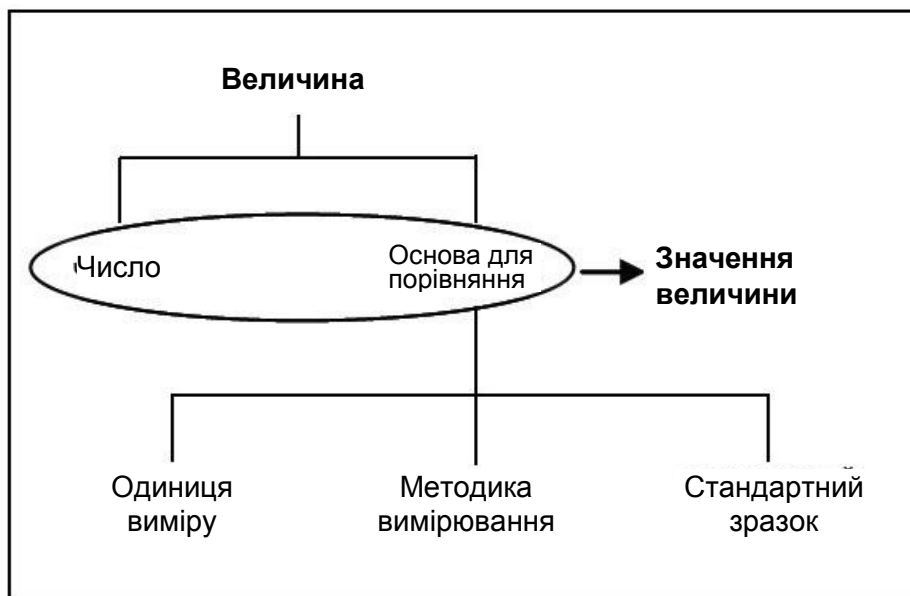 Величина
Число
Основа для
порівняння
Значення
величини
Одиниця
виміру
Методика
вимірювання
Стандартний
зразок